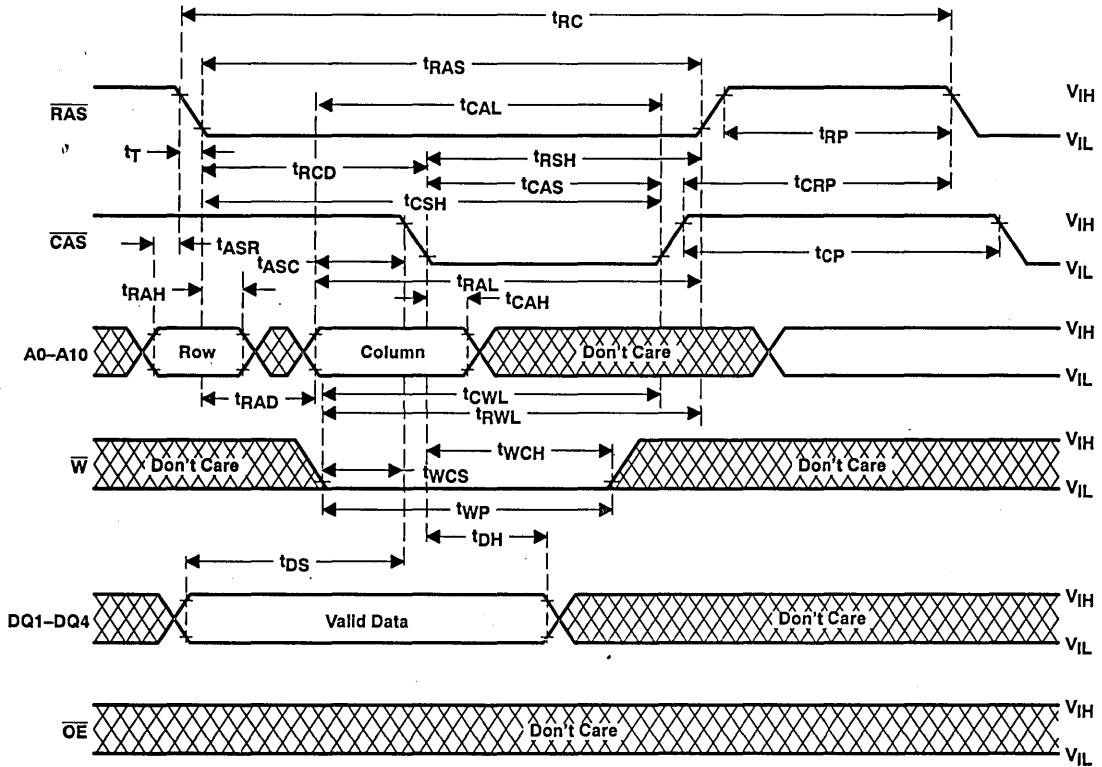 tRC
tRAS
VIH
tCAL
RAS
tRP
VIL
tT
tRSH
tRCD
tCAS
tCRP
tCSH
VIH
CAS
tASR
tCP
tASC
VIL
tRAL
tRAH
tCAH
VIH
A0–A10
Row
Column
Don't Care
VIL
tCWL
tRAD
tRWL
VIH
tWCH
W
Don't Care
Don't Care
tWCS
VIL
tWP
tDH
tDS
VIH
DQ1–DQ4
Valid Data
Don't Care
VIL
VIH
OE
Don't Care
VIL